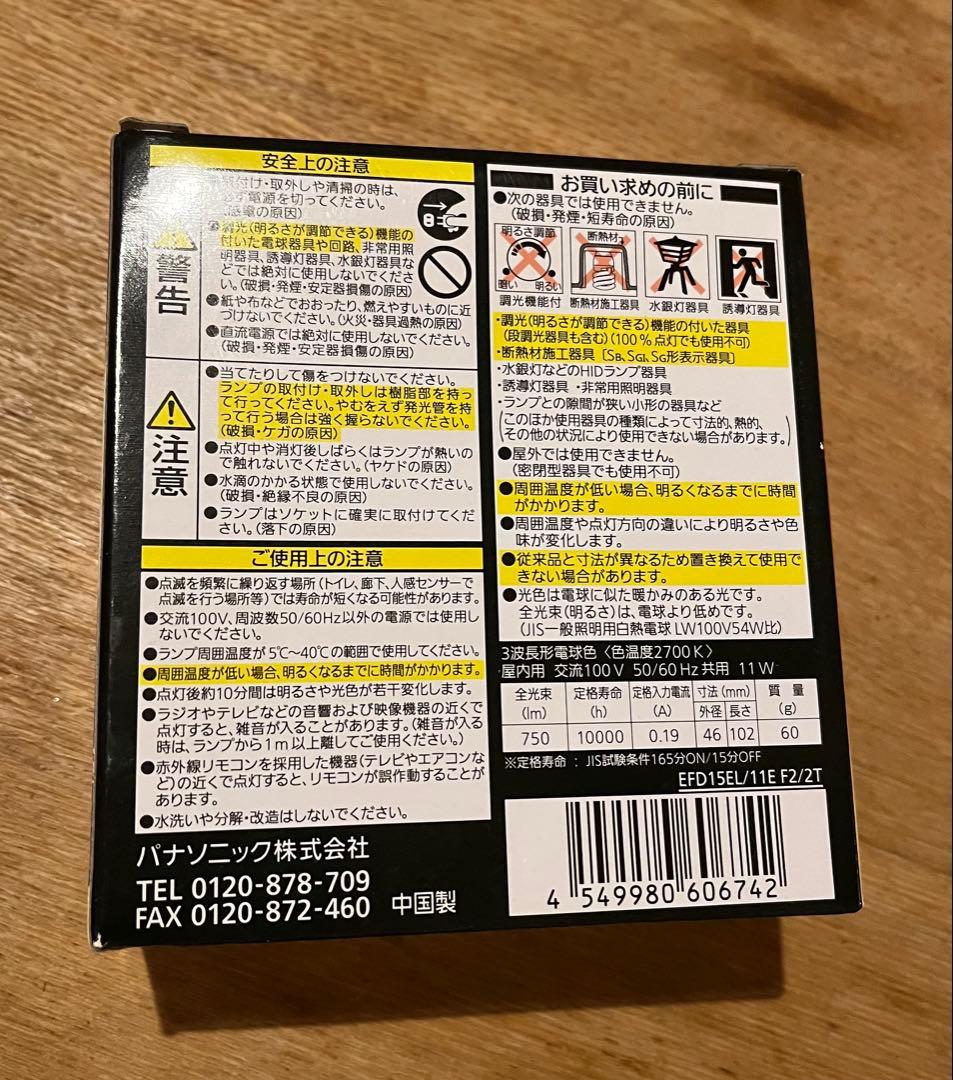 安全上の注意
警告
付け・取外しや清掃の時は、
ず電源を切ってください。
(感電の原因)
調光(明るさが調節できる)機能の
付いた電球器具や回路、非常用照
明器具、誘導灯器具、水銀灯器具な
どでは絶対に使用しないでくださ
い。(破損・発煙・安定器損傷の原因)
●紙や布などでおおったり、燃えやすいものに近
づけないでください。(火災・器具過熱の原因)
●直流電源では絶対に使用しないでください。
(破損・発煙・安定器損傷の原因)
注意
●当てたりして傷をつけないでください。
ランプの取付け・取外しは樹脂部を持っ
て行ってください。やむをえず発光管を持
って行う場合は強く握らないでください。
(破損・ケガの原因)
●点灯中や消灯後しばらくはランプが熱いの
で触れないでください。(ヤケドの原因)
●水滴のかかる状態で使用しないでください。
(破損・絶縁不良の原因)
●ランプはソケットに確実に取付けてくだ
さい。(落下の原因)
ご使用上の注意
●点滅を頻繁に繰り返す場所(トイレ、廊下、人感センサーで
点滅を行う場所等)では寿命が短くなる可能性があります。
●交流100V、周波数50/60Hz以外の電源では使用し
ないでください。
●ランプ周囲温度が5℃~40℃の範囲で使用してください。
●周囲温度が低い場合、明るくなるまでに時間がかかります。
●点灯後約10分間は明るさや光色が若干変化します。
●ラジオやテレビなどの音響および映像機器の近くで
点灯すると、雑音が入ることがあります。(雑音が入る
時は、ランプから1m以上離してご使用ください。)
●赤外線リモコンを採用した機器(テレビやエアコンな
ど)の近くで点灯すると、リモコンが誤作動することが
あります。
●水洗いや分解・改造はしないでください。
パナソニック株式会社
TEL 0120-878-709
FAX 0120-872-460 中国製
お買い求めの前に
●次の器具では使用できません。
(破損・発煙・短寿命の原因)
明るさ調節
暗い 明るい
断熱材
調光機能付 断熱材施工器具 水銀灯器具 誘導灯器具
・調光(明るさが調節できる)機能の付いた器具
(段調光器具も含む)(100%点灯でも使用不可)
・断熱材施工器具[SB、SGI、SG形表示器具]
・水銀灯などのHIDランプ器具
・誘導灯器具・非常用照明器具
・ランプとの隙間が狭い小形の器具など
(このほか使用器具の種類によって寸法的、熱的、
その他の状況により使用できない場合があります。)
●屋外では使用できません。
(密閉型器具でも使用不可)
●周囲温度が低い場合、明るくなるまでに時間
がかかります。
●周囲温度や点灯方向の違いにより明るさや色
味が変化します。
●従来品と寸法が異なるため置き換えて使用で
きない場合があります。
●光色は電球に似た暖かみのある光です。
全光束(明るさ)は、電球より低めです。
(JIS一般照明用白熱電球 LW100V54W比)
3波長形電球色〈色温度2700K〉
屋内用 交流100V 50/60Hz共用 11W
全光束 定格寿命 定格入力電流 寸法(mm) 質量
(lm) (h) (A) 外径 長さ (g)
750 10000 0.19 46 102 60
※定格寿命:JIS試験条件165分ON/15分OFF
EFD15EL/11E F2/2T
4 549980 606742